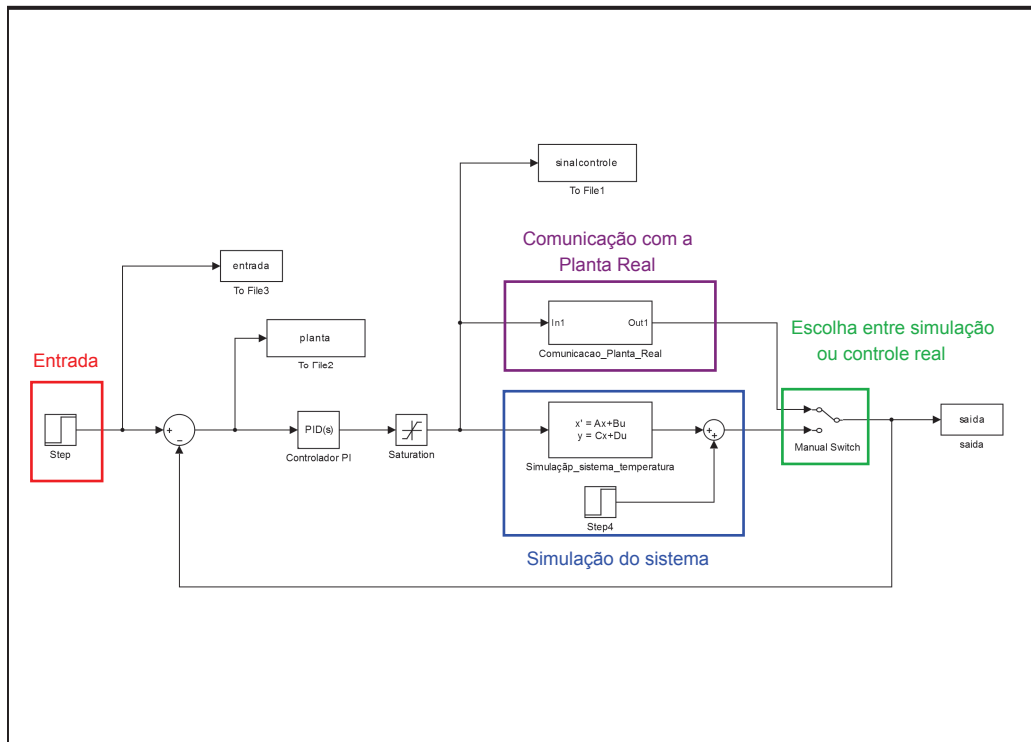 sinalcontrole
To File1
Comunicação com a
Planta Real
entrada
To File3
In1
Out1
Comunicacao_Planta_Real
Escolha entre simulação
ou controle real
planta
To File2
Entrada
Step
+
−
PID(s)
Controlador PI
Saturation
x' = Ax+Bu
y = Cx+Du
Simulaçãp_sistema_temperatura
+
+
Step4
Manual Switch
saida
saida
Simulação do sistema